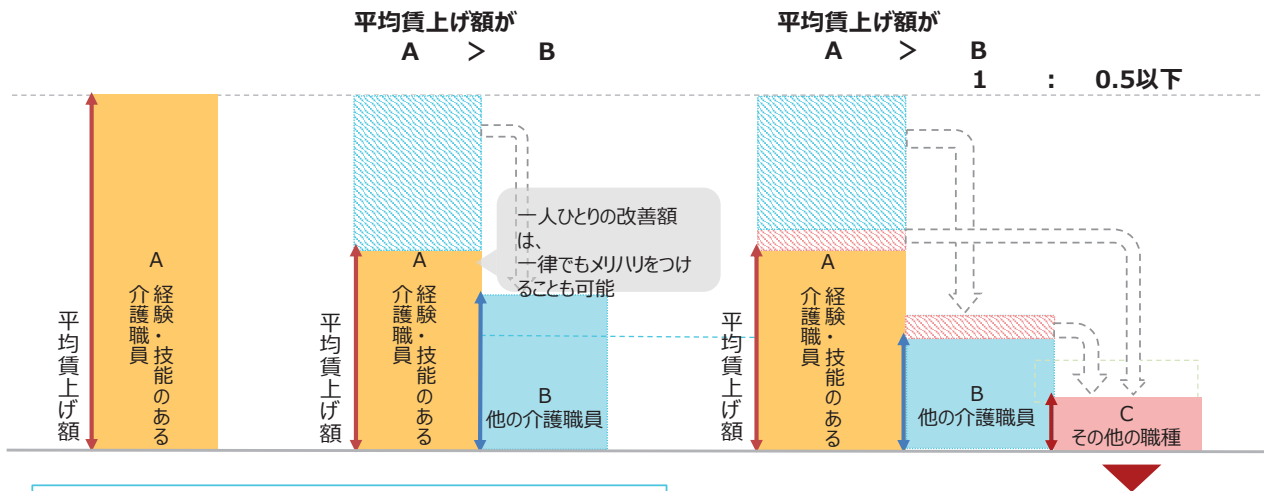 平均賃上げ額が
A ＞ B
平均賃上げ額が
A ＞ B
1 : 0.5以下
平均賃上げ額
A
経験・技能のある
介護職員
平均賃上げ額
A
経験・技能のある
介護職員
一人ひとりの改善額
は、
一律でもメリハリをつけ
ることも可能
B
他の介護職員
平均賃上げ額
A
経験・技能のある
介護職員
B
他の介護職員
C
その他の職種